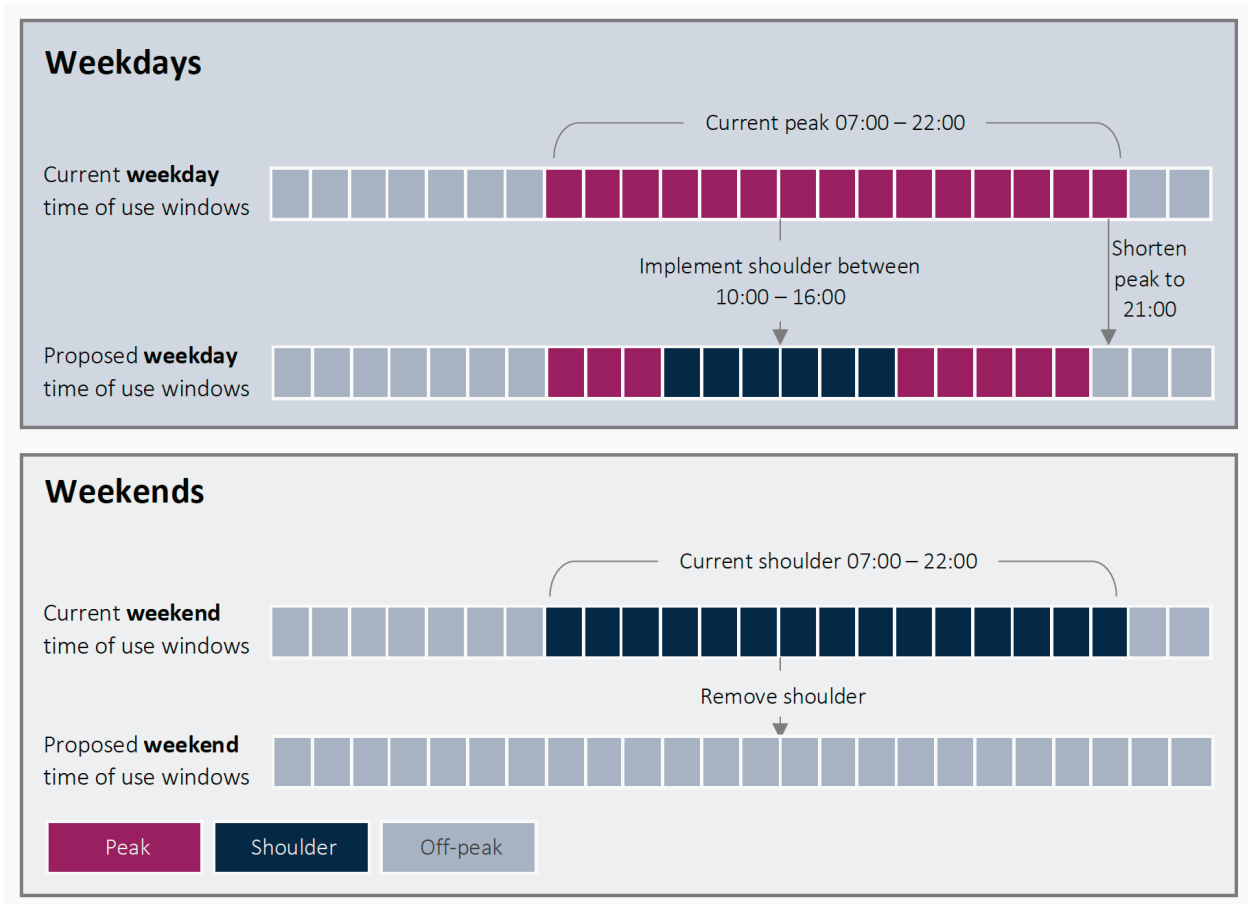 Weekdays
Current peak 07:00 – 22:00
Current weekday
time of use windows
Implement shoulder between
10:00 – 16:00
Shorten
peak to
21:00
Proposed weekday
time of use windows
Weekends
Current shoulder 07:00 – 22:00
Current weekend
time of use windows
Remove shoulder
Proposed weekend
time of use windows
Peak
Shoulder
Off-peak